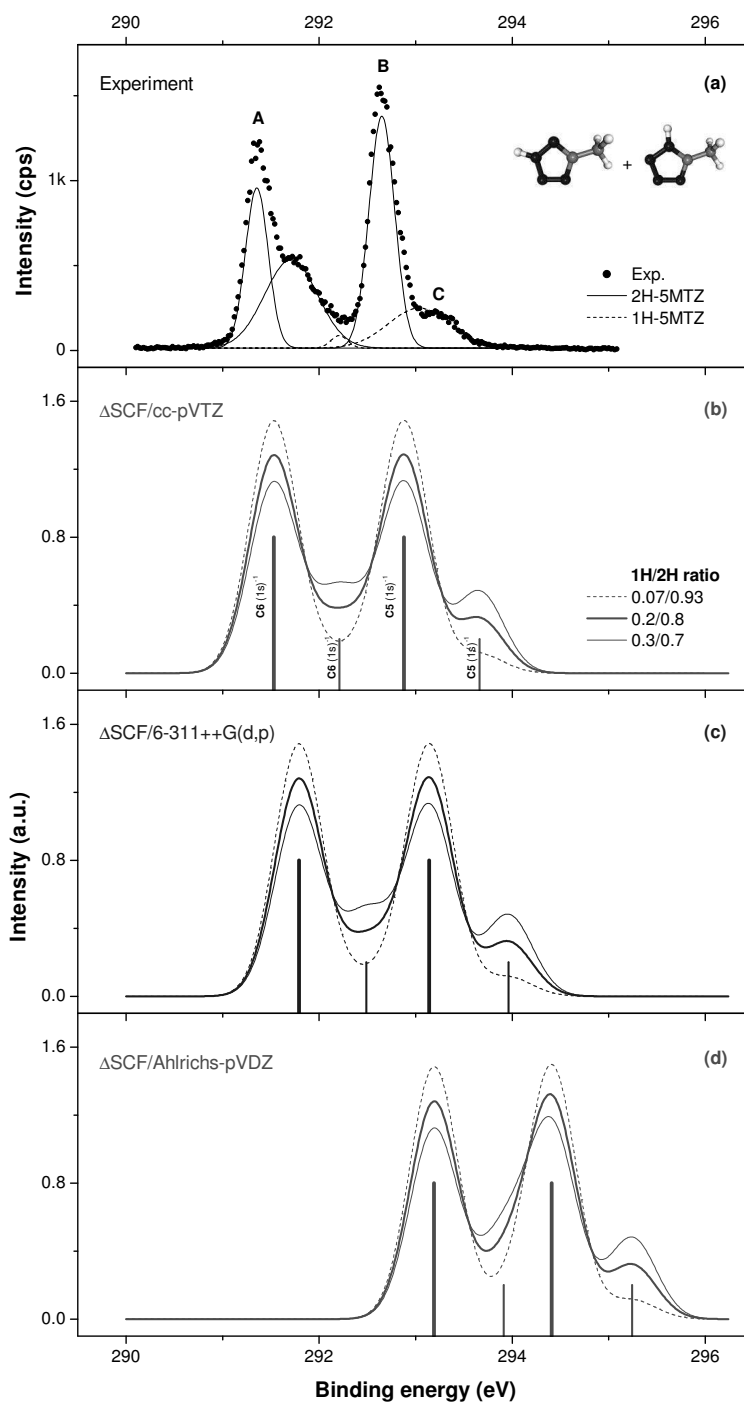 290 292 294 296
Experiment
(a)
A
B
C
+
1k
0
Intensity (cps)
Exp.
2H-5MTZ
1H-5MTZ
ΔSCF/cc-pVTZ
(b)
1.6
0.8
0.0
C6 (1s)⁻¹
C6 (1s)⁻¹
C5 (1s)⁻¹
C5 (1s)⁻¹
1H/2H ratio
0.07/0.93
0.2/0.8
0.3/0.7
ΔSCF/6-311++G(d,p)
(c)
1.6
0.8
0.0
Intensity (a.u.)
ΔSCF/Ahlrichs-pVDZ
(d)
1.6
0.8
0.0
290 292 294 296
Binding energy (eV)